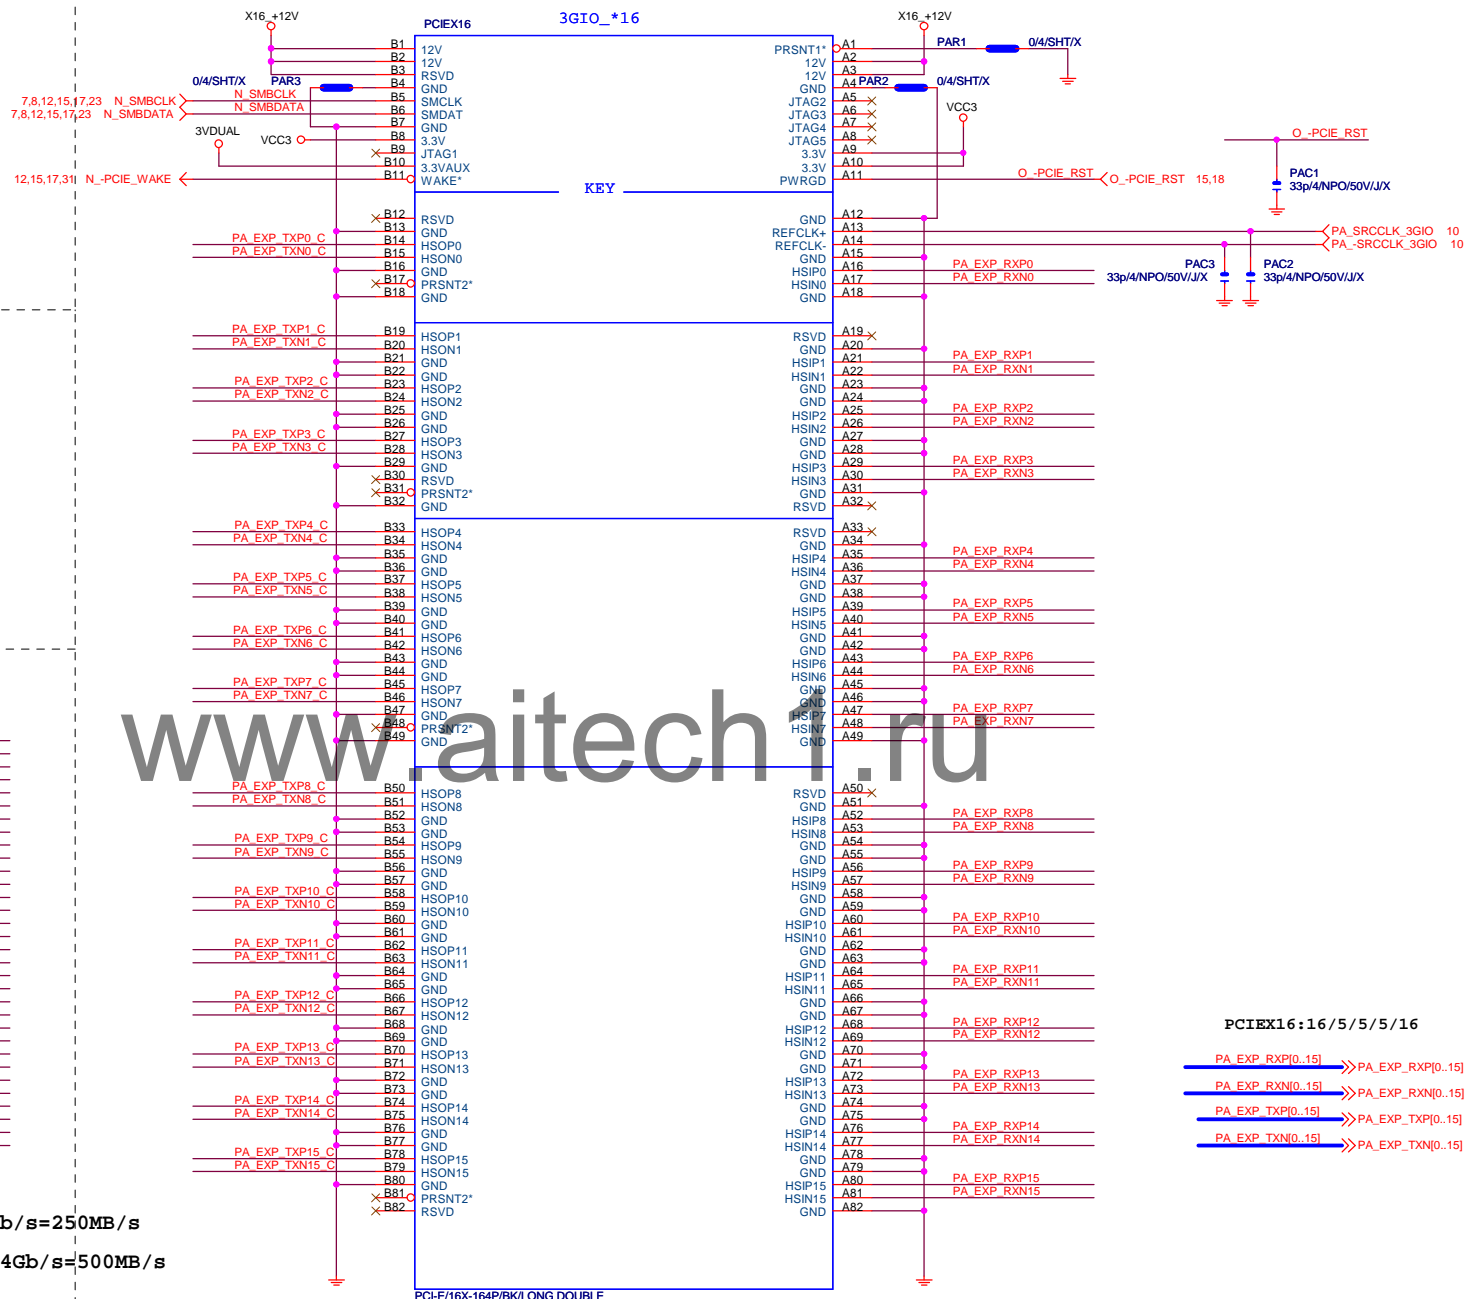 X16_+12V
PCIEX16
3GIO_*16
X16_+12V
B1 12V PRSNT1* A1 PAR1 0/4/SHT/X
B2 12V 12V A2
B3 RSVD 12V A3
0/4/SHT/X PAR3 B4 GND GND A4 PAR2 0/4/SHT/X
7,8,12,15,17,23 N_SMBCLK N_SMBCLK B5 SMCLK JTAG2 A5
7,8,12,15,17,23 N_SMBDATA N_SMBDATA B6 SMDAT JTAG3 A6 VCC3
B7 GND JTAG4 A7
3VDUAL VCC3 B8 3.3V JTAG5 A8 O_-PCIE_RST
B9 JTAG1 3.3V A9
B10 3.3VAUX 3.3V A10
12,15,17,31 N_-PCIE_WAKE B11 WAKE* PWRGD A11 O_-PCIE_RST O_-PCIE_RST 15,18
PAC1
33p/4/NPO/50V/J/X
KEY
B12 RSVD GND A12
B13 GND REFCLK+ A13 PA_SRCCLK_3GIO 10
PA_EXP_TXP0_C B14 HSOP0 REFCLK- A14 PA_-SRCCLK_3GIO 10
PA_EXP_TXN0_C B15 HSON0 GND A15
B16 GND HSIP0 A16 PA_EXP_RXP0 PAC3 PAC2
B17 PRSNT2* HSIN0 A17 PA_EXP_RXN0 33p/4/NPO/50V/J/X 33p/4/NPO/50V/J/X
B18 GND GND A18
PA_EXP_TXP1_C B19 HSOP1 RSVD A19
PA_EXP_TXN1_C B20 HSON1 GND A20
B21 GND HSIP1 A21 PA_EXP_RXP1
B22 GND HSIN1 A22 PA_EXP_RXN1
PA_EXP_TXP2_C B23 HSOP2 GND A23
PA_EXP_TXN2_C B24 HSON2 GND A24
B25 GND HSIP2 A25 PA_EXP_RXP2
B26 GND HSIN2 A26 PA_EXP_RXN2
PA_EXP_TXP3_C B27 HSOP3 GND A27
PA_EXP_TXN3_C B28 HSON3 GND A28
B29 GND HSIP3 A29 PA_EXP_RXP3
B30 RSVD HSIN3 A30 PA_EXP_RXN3
B31 PRSNT2* GND A31
B32 GND RSVD A32
PA_EXP_TXP4_C B33 HSOP4 RSVD A33
PA_EXP_TXN4_C B34 HSON4 GND A34
B35 GND HSIP4 A35 PA_EXP_RXP4
B36 GND HSIN4 A36 PA_EXP_RXN4
PA_EXP_TXP5_C B37 HSOP5 GND A37
PA_EXP_TXN5_C B38 HSON5 GND A38
B39 GND HSIP5 A39 PA_EXP_RXP5
B40 GND HSIN5 A40 PA_EXP_RXN5
PA_EXP_TXP6_C B41 HSOP6 GND A41
PA_EXP_TXN6_C B42 HSON6 GND A42
B43 GND HSIP6 A43 PA_EXP_RXP6
B44 GND HSIN6 A44 PA_EXP_RXN6
PA_EXP_TXP7_C B45 HSOP7 GND A45
PA_EXP_TXN7_C B46 HSON7 GND A46
B47 GND HSIP7 A47 PA_EXP_RXP7
B48 PRSNT2* HSIN7 A48 PA_EXP_RXN7
B49 GND GND A49
www.aitech1.ru
PA_EXP_TXP8_C B50 HSOP8 RSVD A50
PA_EXP_TXN8_C B51 HSON8 GND A51
B52 GND HSIP8 A52 PA_EXP_RXP8
B53 GND HSIN8 A53 PA_EXP_RXN8
PA_EXP_TXP9_C B54 HSOP9 GND A54
PA_EXP_TXN9_C B55 HSON9 GND A55
B56 GND HSIP9 A56 PA_EXP_RXP9
B57 GND HSIN9 A57 PA_EXP_RXN9
PA_EXP_TXP10_C B58 HSOP10 GND A58
PA_EXP_TXN10_C B59 HSON10 GND A59
B60 GND HSIP10 A60 PA_EXP_RXP10
B61 GND HSIN10 A61 PA_EXP_RXN10
PA_EXP_TXP11_C B62 HSOP11 GND A62
PA_EXP_TXN11_C B63 HSON11 GND A63
B64 GND HSIP11 A64 PA_EXP_RXP11
B65 GND HSIN11 A65 PA_EXP_RXN11
PA_EXP_TXP12_C B66 HSOP12 GND A66
PA_EXP_TXN12_C B67 HSON12 GND A67
B68 GND HSIP12 A68 PA_EXP_RXP12
B69 GND HSIN12 A69 PA_EXP_RXN12
PA_EXP_TXP13_C B70 HSOP13 GND A70
PA_EXP_TXN13_C B71 HSON13 GND A71
B72 GND HSIP13 A72 PA_EXP_RXP13
B73 GND HSIN13 A73 PA_EXP_RXN13
PA_EXP_TXP14_C B74 HSOP14 GND A74
PA_EXP_TXN14_C B75 HSON14 GND A75
B76 GND HSIP14 A76 PA_EXP_RXP14
B77 GND HSIN14 A77 PA_EXP_RXN14
PA_EXP_TXP15_C B78 HSOP15 GND A78
PA_EXP_TXN15_C B79 HSON15 GND A79
B80 GND HSIP15 A80 PA_EXP_RXP15
B81 PRSNT2* HSIN15 A81 PA_EXP_RXN15
B82 RSVD GND A82
PCIEX16:16/5/5/5/16
PA_EXP_RXP[0..15] PA_EXP_RXP[0..15]
PA_EXP_RXN[0..15] PA_EXP_RXN[0..15]
PA_EXP_TXP[0..15] PA_EXP_TXP[0..15]
PA_EXP_TXN[0..15] PA_EXP_TXN[0..15]
b/s=250MB/s
4Gb/s=500MB/s
PCI-E/16X-164P/BK/LONG DOUBLE